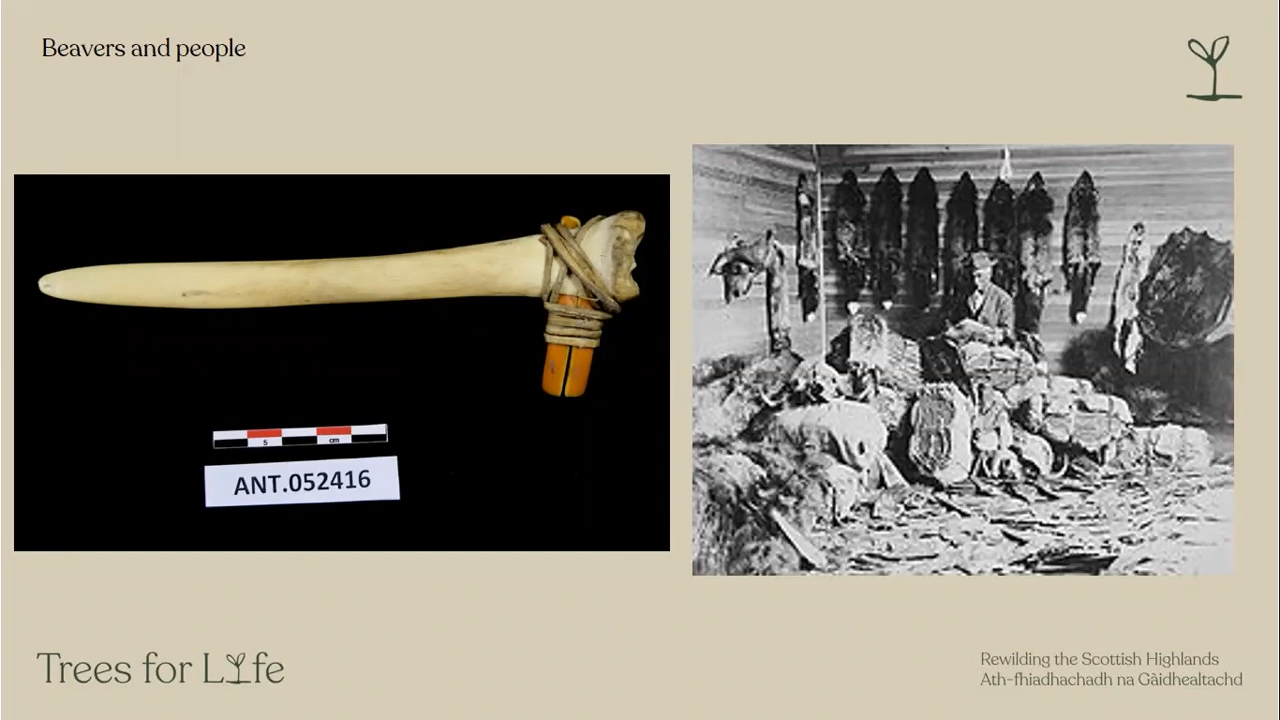 Beavers and people
5
cm
ANT.052416
Trees for Life
Rewilding the Scottish Highlands
Ath-fhiadhachadh na Gàidhealtachd